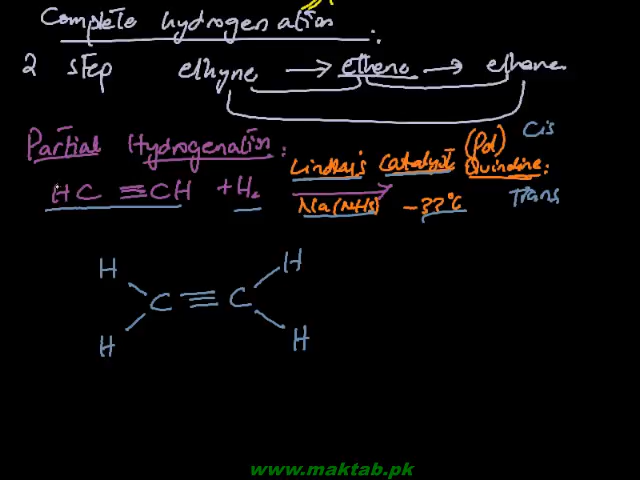 Complete hydrogenation :
2 step ethyne → ethene → ethane
Partial Hydrogenation :
Lindlar's Catalyst (Pd) Quinoline : Cis
HC ≡ CH + H₂
Na(NH3) -33°C Trans
H H
C ≡ C
H H
www.maktab.pk